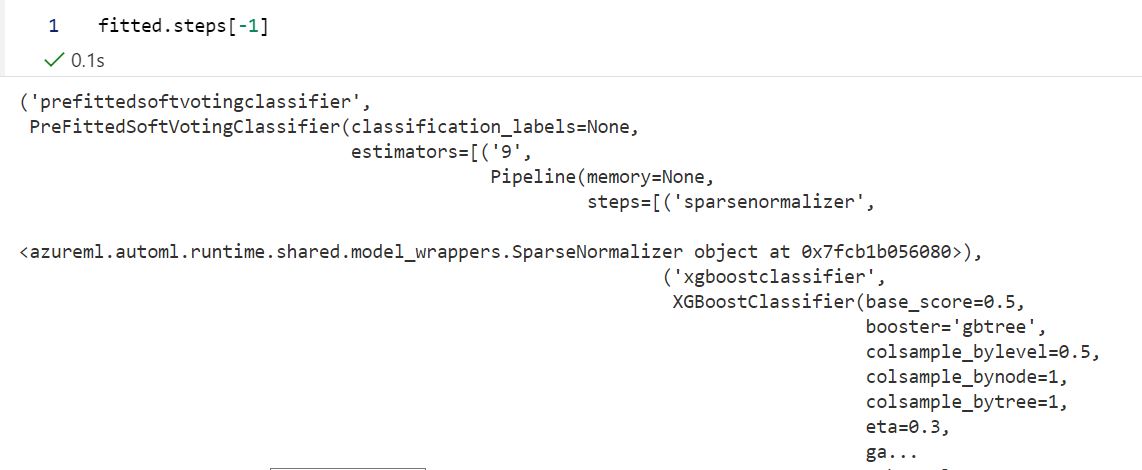 1 fitted.steps[-1]
0.1s
('prefittedsoftvotingclassifier',
PreFittedSoftVotingClassifier(classification_labels=None,
estimators=[('9',
Pipeline(memory=None,
steps=[('sparsenormalizer',
<azureml.automl.runtime.shared.model_wrappers.SparseNormalizer object at 0x7fcb1b056080>),
('xgboostclassifier',
XGBoostClassifier(base_score=0.5,
booster='gbtree',
colsample_bylevel=0.5,
colsample_bynode=1,
colsample_bytree=1,
eta=0.3,
ga...